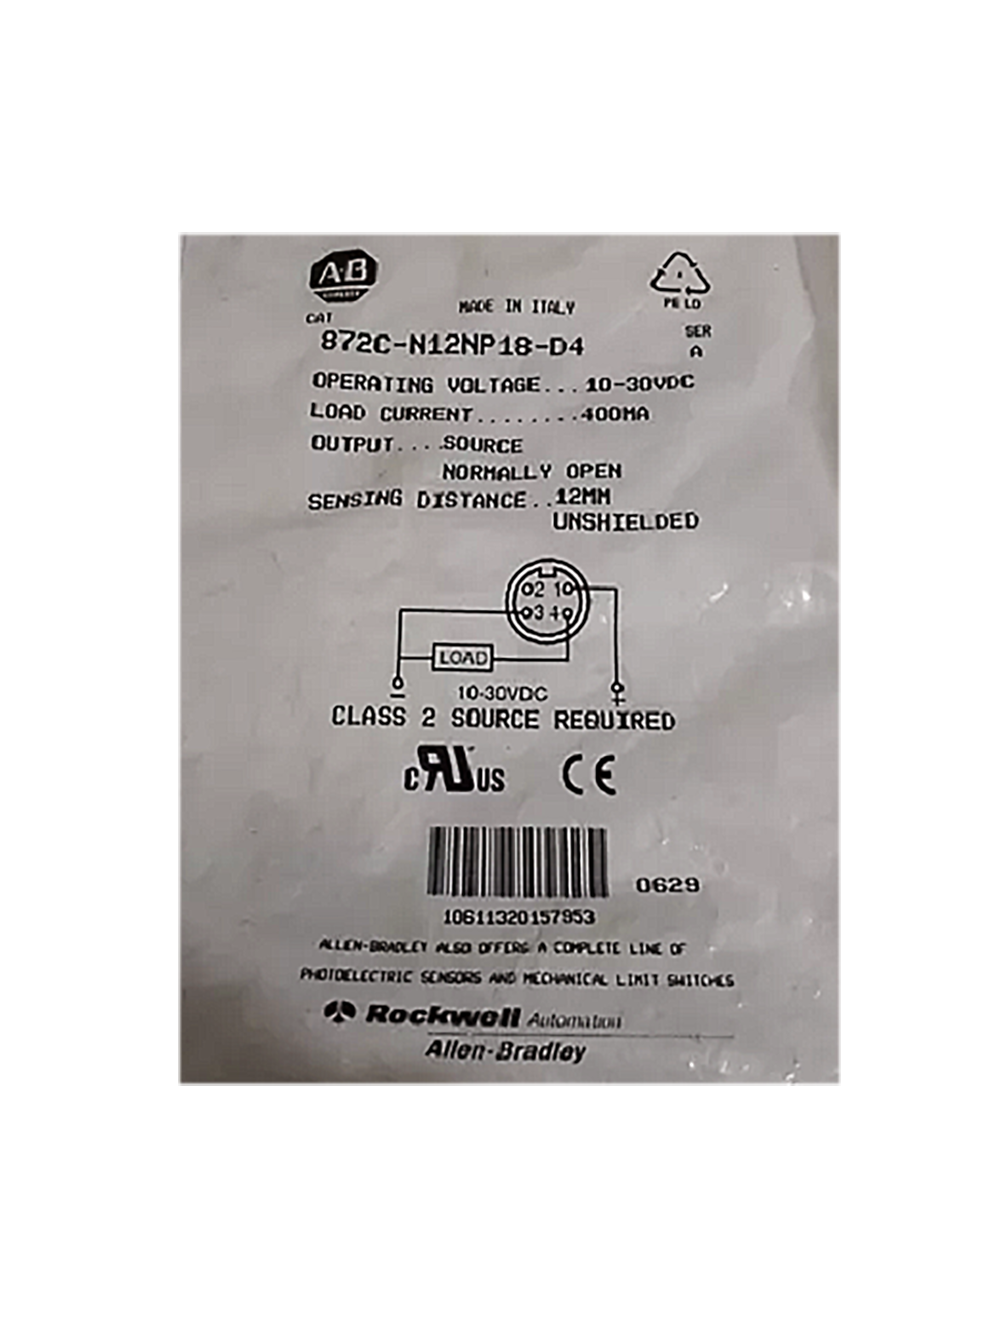 A-B
MADE IN ITALY
PE LD
CAT
SER
872C-N12NP18-D4
A
OPERATING VOLTAGE...10-30VDC
LOAD CURRENT........400MA
OUTPUT....SOURCE
NORMALLY OPEN
SENSING DISTANCE..12MM
UNSHIELDED
2 1
3 4
LOAD
- 10-30VDC +
CLASS 2 SOURCE REQUIRED
c RU US CE
0629
10611320157953
ALLEN-BRADLEY ALSO OFFERS A COMPLETE LINE OF
PHOTOELECTRIC SENSORS AND MECHANICAL LIMIT SWITCHES
Rockwell Automation
Allen-Bradley